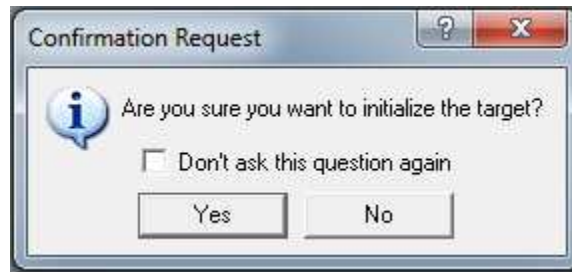 Confirmation Request
Are you sure you want to initialize the target?
Don't ask this question again
Yes No